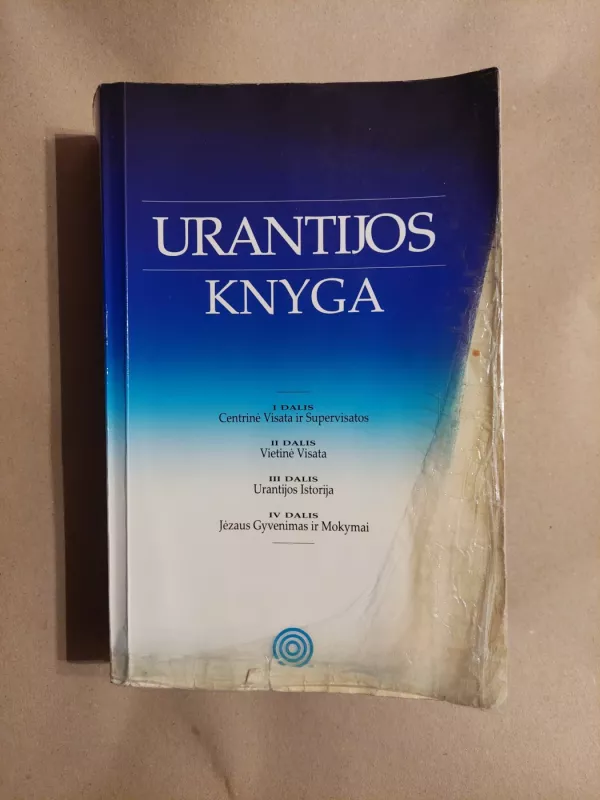 URANTIJOS
KNYGA
I DALIS
Centrinė Visata ir Supervisatos
II DALIS
Vietinė Visata
III DALIS
Urantijos Istorija
IV DALIS
Jėzaus Gyvenimas ir Mokymai